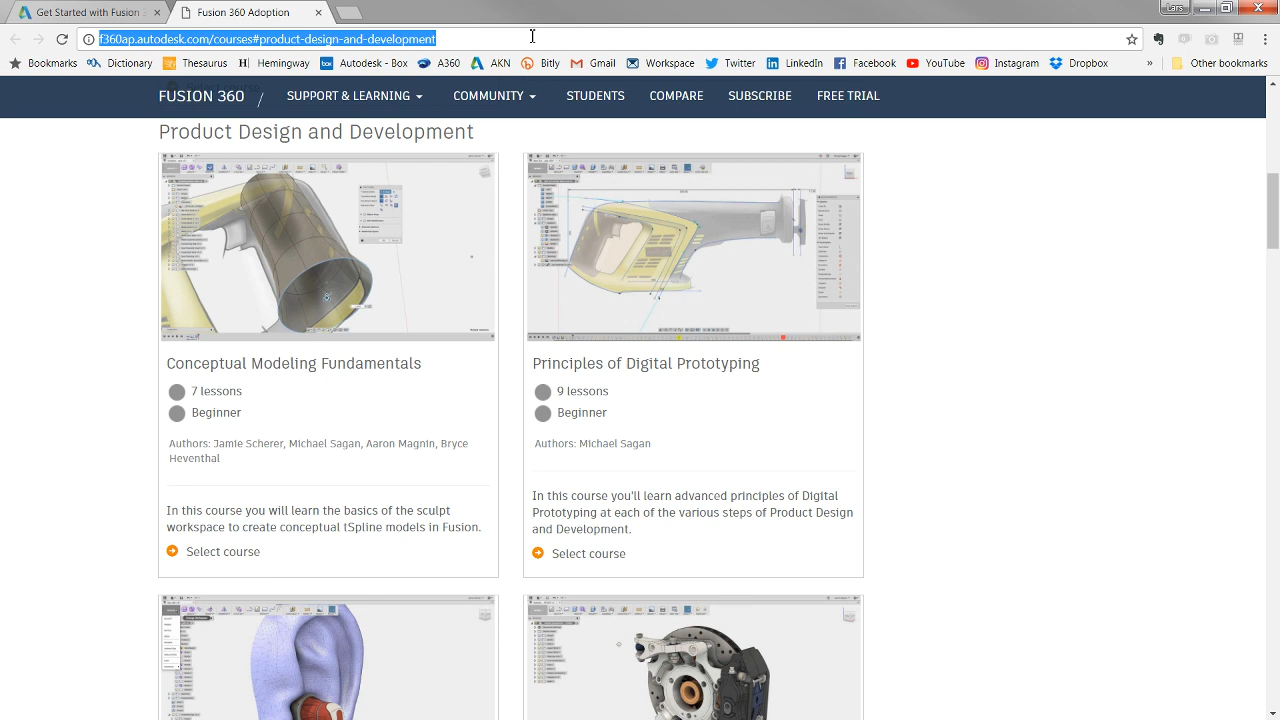 Get Started with Fusion 3
Fusion 360 Adoption
Lars
f360ap.autodesk.com/courses#product-design-and-development
Bookmarks
Dictionary
Thesaurus
Hemingway
Autodesk - Box
A360
AKN
Bitly
Gmail
Workspace
Twitter
LinkedIn
Facebook
YouTube
Instagram
Dropbox
»
Other bookmarks
FUSION 360 / SUPPORT & LEARNING COMMUNITY STUDENTS COMPARE SUBSCRIBE FREE TRIAL
Product Design and Development
Conceptual Modeling Fundamentals
7 lessons
Beginner
Authors: Jamie Scherer, Michael Sagan, Aaron Magnin, Bryce
Heventhal
In this course you will learn the basics of the sculpt
workspace to create conceptual tSpline models in Fusion.
Select course
Principles of Digital Prototyping
9 lessons
Beginner
Authors: Michael Sagan
In this course you'll learn advanced principles of Digital
Prototyping at each of the various steps of Product Design
and Development.
Select course